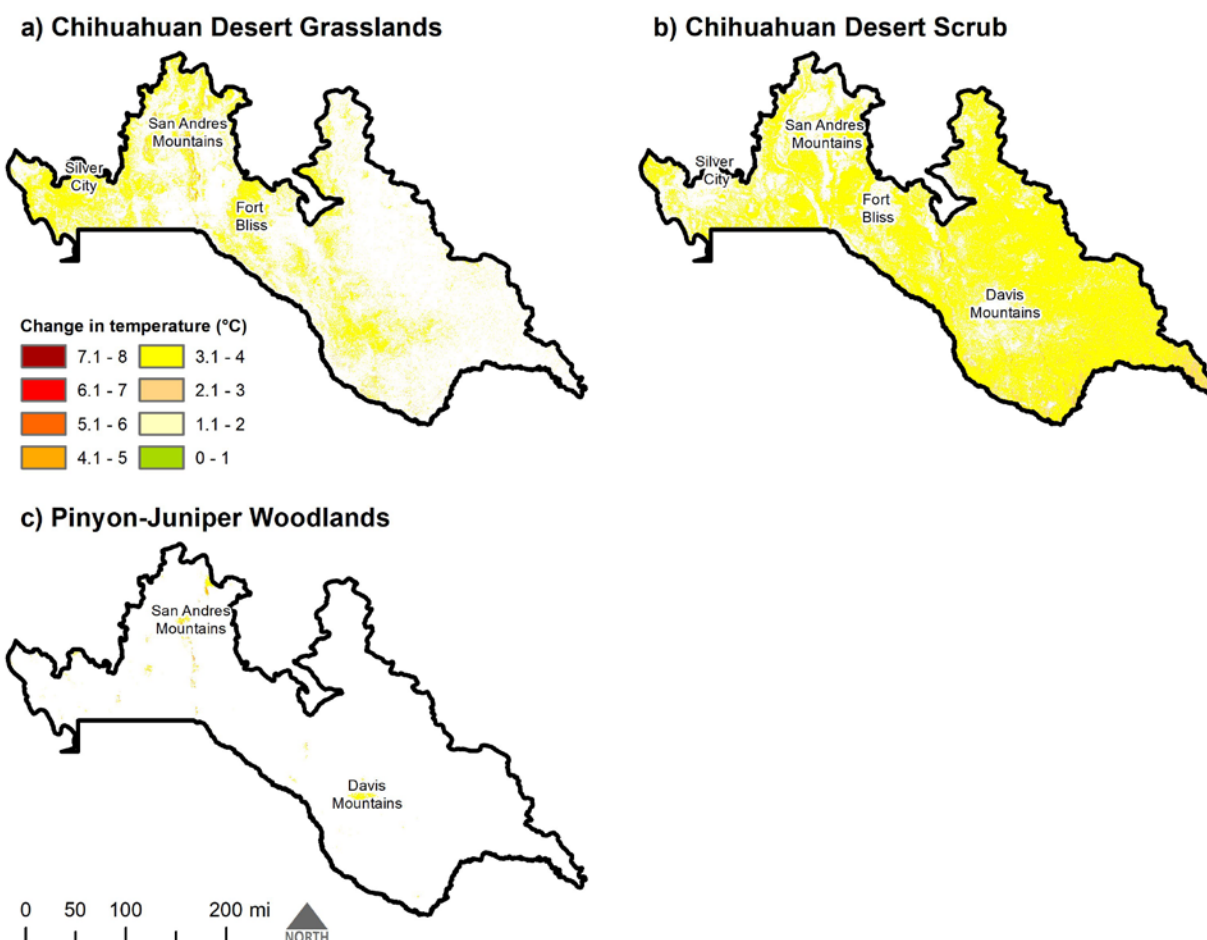 a) Chihuahuan Desert Grasslands
San Andres
Mountains
Silver
City
Fort
Bliss
Change in temperature (°C)
7.1 - 8
3.1 - 4
6.1 - 7
2.1 - 3
5.1 - 6
1.1 - 2
4.1 - 5
0 - 1
b) Chihuahuan Desert Scrub
San Andres
Mountains
Silver
City
Fort
Bliss
Davis
Mountains
c) Pinyon-Juniper Woodlands
San Andres
Mountains
Davis
Mountains
0 50 100 200 mi
NORTH